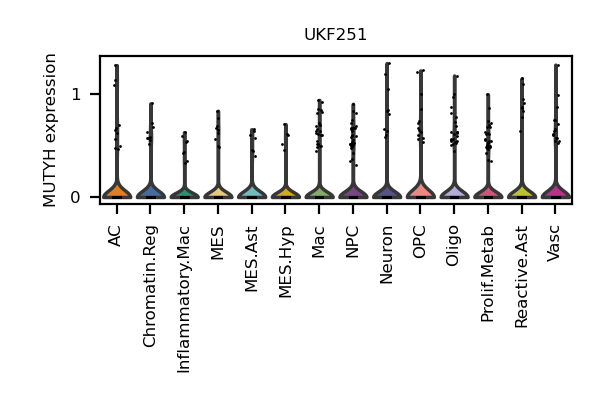 UKF251
MUTYH expression
1
0
AC
Chromatin.Reg
Inflammatory.Mac
MES
MES.Ast
MES.Hyp
Mac
NPC
Neuron
OPC
Oligo
Prolif.Metab
Reactive.Ast
Vasc